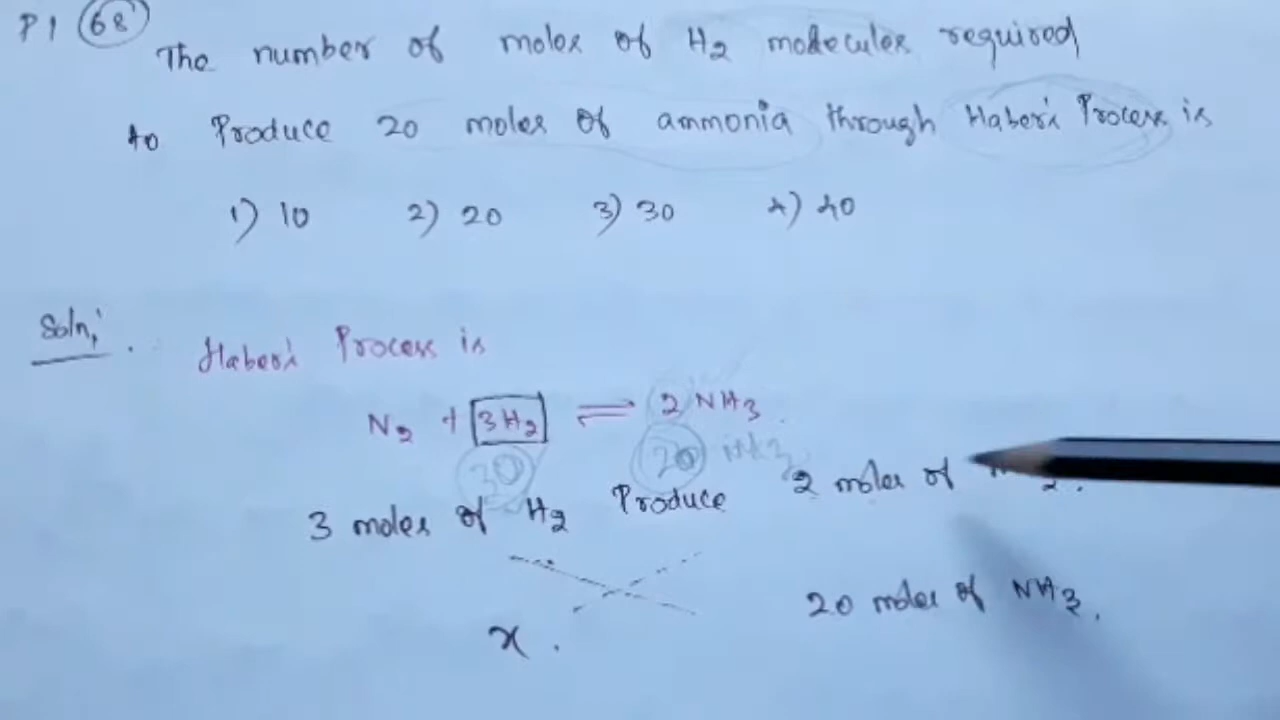 P1 68
The number of moles of H2 molecules required
to Produce 20 moles of ammonia through Haber's Process is
1) 10 2) 20 3) 30 4) 40
Soln;
Haber's Process is
N2 + 3H2 ⇌ 2 NH3
30 20 NH3
3 moles of H2 Produce 2 moles of
x . 20 moles of NH3.